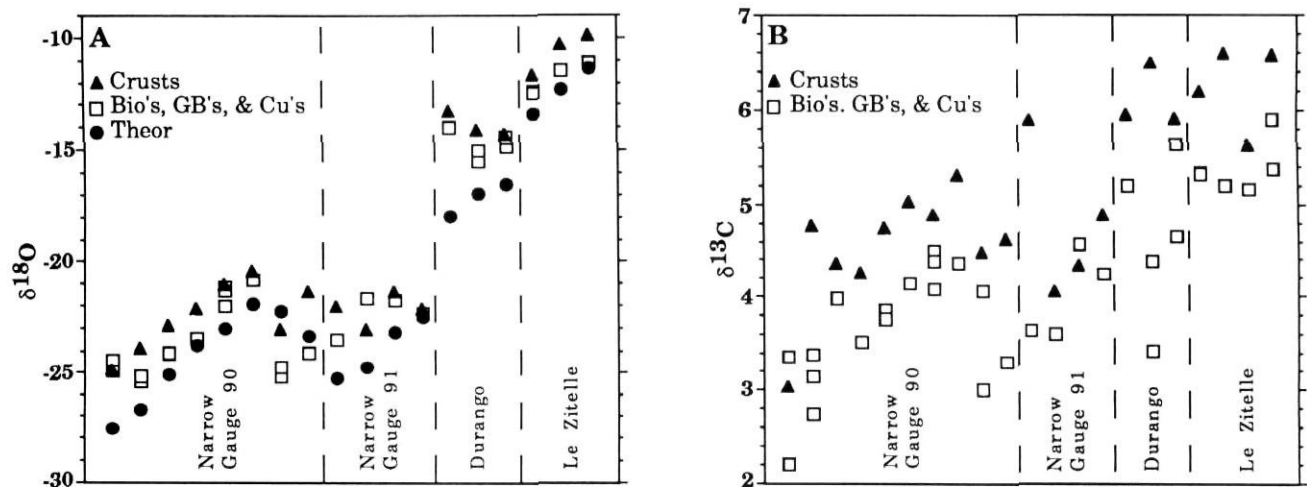 A
Crusts
Bio's, GB's, & Cu's
Theor
δ18O
-10
-15
-20
-25
-30
Narrow
Gauge 90
Narrow
Gauge 91
Durango
Le Zitelle
B
Crusts
Bio's. GB's, & Cu's
δ13C
7
6
5
4
3
2
Narrow
Gauge 90
Narrow
Gauge 91
Durango
Le Zitelle